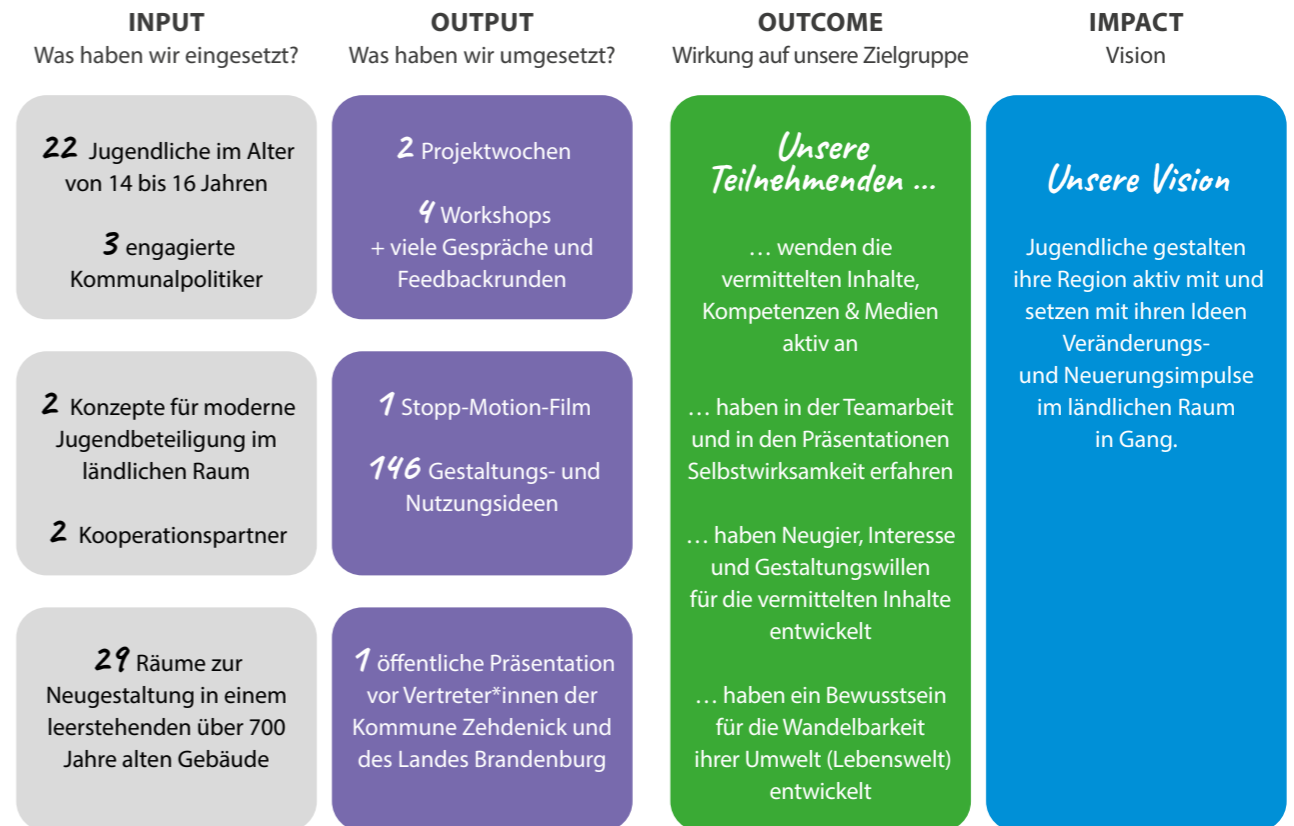 INPUT
Was haben wir eingesetzt?
22 Jugendliche im Alter
von 14 bis 16 Jahren
3 engagierte
Kommunalpolitiker
2 Konzepte für moderne
Jugendbeteiligung im
ländlichen Raum
2 Kooperationspartner
29 Räume zur
Neugestaltung in einem
leerstehenden über 700
Jahre alten Gebäude
OUTPUT
Was haben wir umgesetzt?
2 Projektwochen
4 Workshops
+ viele Gespräche und
Feedbackrunden
1 Stopp-Motion-Film
146 Gestaltungs- und
Nutzungsideen
1 öffentliche Präsentation
vor Vertreter*innen der
Kommune Zehdenick und
des Landes Brandenburg
OUTCOME
Wirkung auf unsere Zielgruppe
Unsere
Teilnehmenden ...
… wenden die
vermittelten Inhalte,
Kompetenzen & Medien
aktiv an
… haben in der Teamarbeit
und in den Präsentationen
Selbstwirksamkeit erfahren
… haben Neugier, Interesse
und Gestaltungswillen
für die vermittelten Inhalte
entwickelt
… haben ein Bewusstsein
für die Wandelbarkeit
ihrer Umwelt (Lebenswelt)
entwickelt
IMPACT
Vision
Unsere Vision
Jugendliche gestalten
ihre Region aktiv mit und
setzen mit ihren Ideen
Veränderungs-
und Neuerungsimpulse
im ländlichen Raum
in Gang.